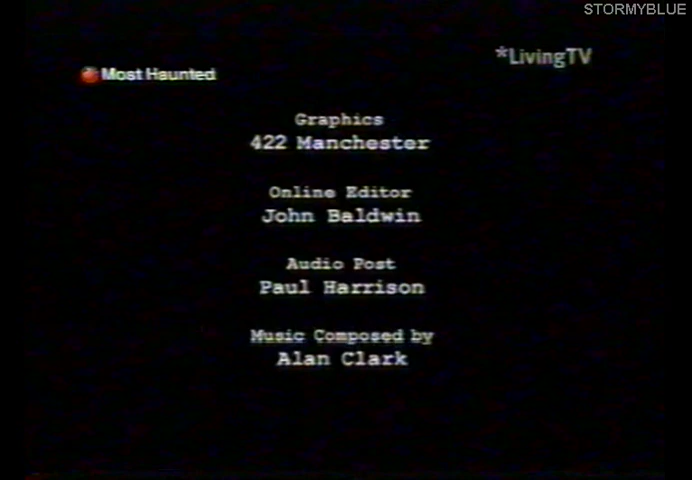 STORMYBLUE
*LivingTV
Most Haunted
Graphics
422 Manchester
Online Editor
John Baldwin
Audio Post
Paul Harrison
Music Composed by
Alan Clark